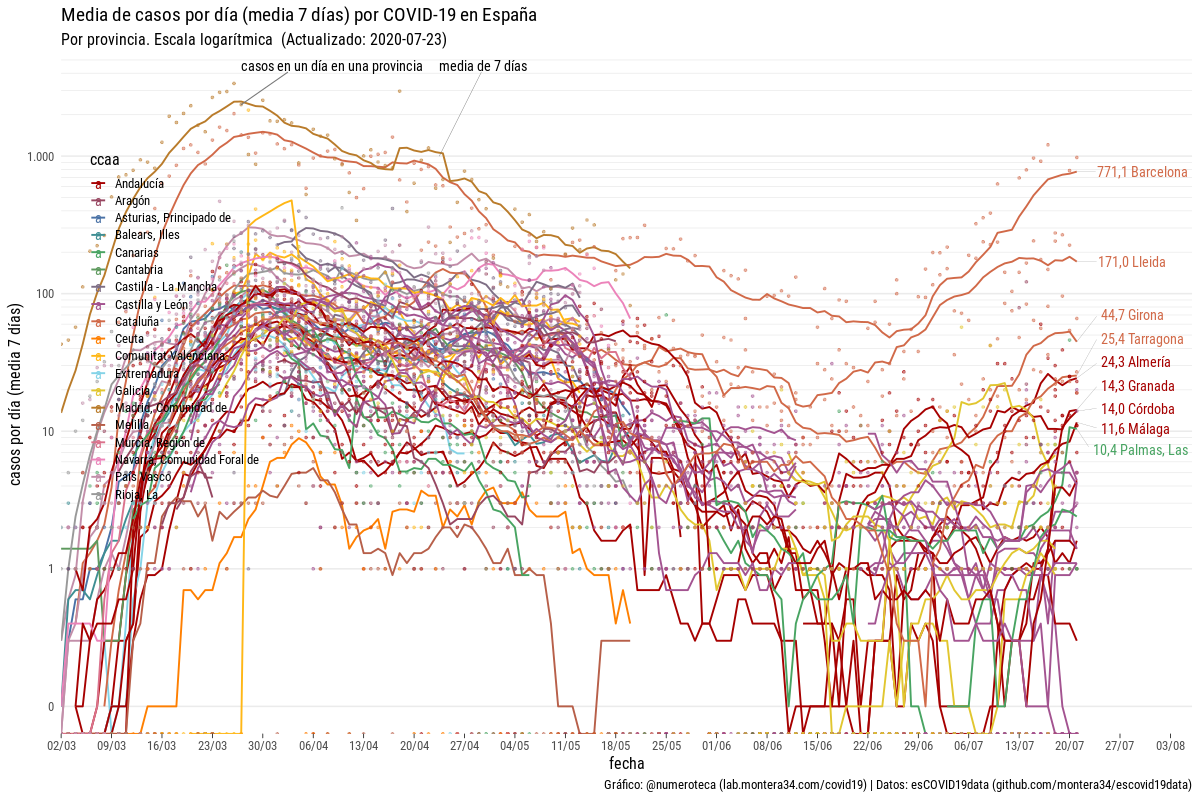 Media de casos por día (media 7 días) por COVID-19 en España
Por provincia. Escala logarítmica (Actualizado: 2020-07-23)
casos en un día en una provincia
media de 7 días
casos por día (media 7 días)
1.000
100
10
1
0
ccaa
Andalucía
Aragón
Asturias, Principado de
Balears, Illes
Canarias
Cantabria
Castilla - La Mancha
Castilla y León
Cataluña
Ceuta
Comunitat Valenciana
Extremadura
Galicia
Madrid, Comunidad de
Melilla
Murcia, Región de
Navarra, Comunidad Foral de
País Vasco
Rioja, La
771,1 Barcelona
171,0 Lleida
44,7 Girona
25,4 Tarragona
24,3 Almería
14,3 Granada
14,0 Córdoba
11,6 Málaga
10,4 Palmas, Las
02/03 09/03 16/03 23/03 30/03 06/04 13/04 20/04 27/04 04/05 11/05 18/05 25/05 01/06 08/06 15/06 22/06 29/06 06/07 13/07 20/07 27/07 03/08
fecha
Gráfico: @numeroteca (lab.montera34.com/covid19) | Datos: esCOVID19data (github.com/montera34/escovid19data)